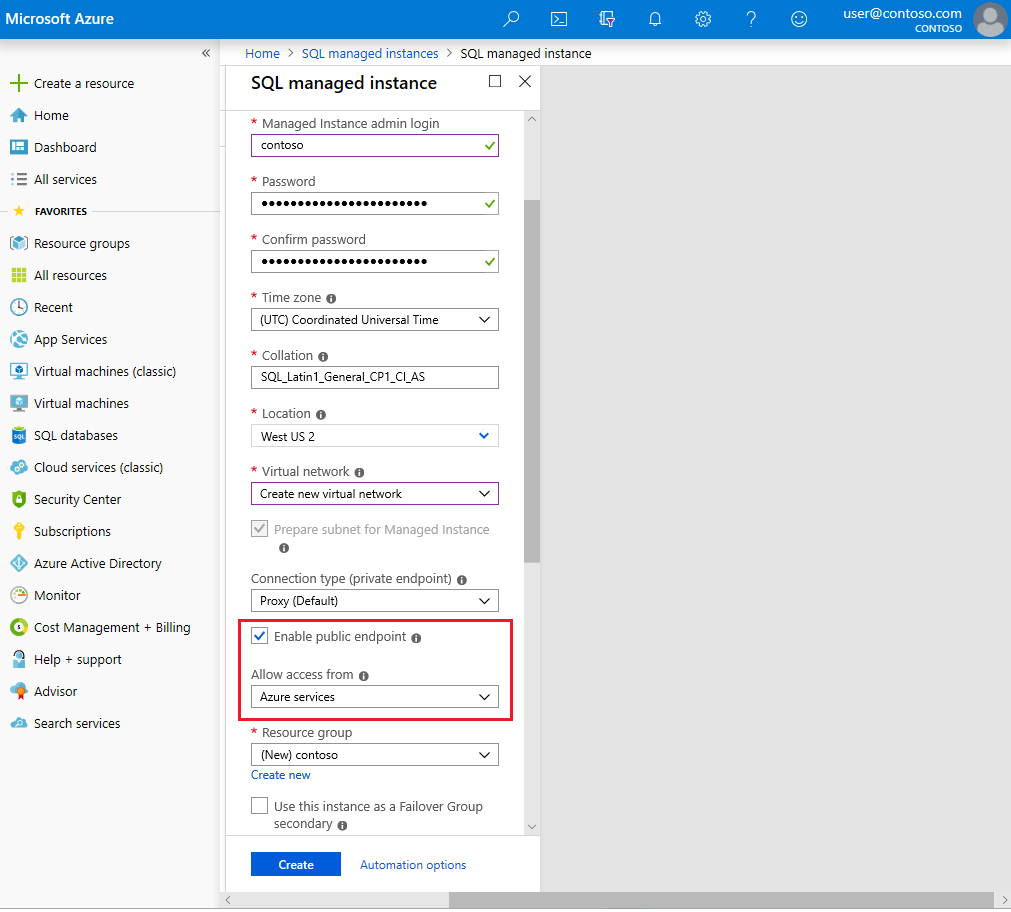 Microsoft Azure
user@contoso.com
CONTOSO
Home > SQL managed instances > SQL managed instance
Create a resource
Home
Dashboard
All services
FAVORITES
Resource groups
All resources
Recent
App Services
Virtual machines (classic)
Virtual machines
SQL databases
Cloud services (classic)
Security Center
Subscriptions
Azure Active Directory
Monitor
Cost Management + Billing
Help + support
Advisor
Search services
SQL managed instance
* Managed Instance admin login
contoso
* Password
•••••••••••••••••••••••
* Confirm password
•••••••••••••••••••••••
* Time zone
(UTC) Coordinated Universal Time
* Collation
SQL_Latin1_General_CP1_CI_AS
* Location
West US 2
* Virtual network
Create new virtual network
Prepare subnet for Managed Instance
Connection type (private endpoint)
Proxy (Default)
Enable public endpoint
Allow access from
Azure services
* Resource group
(New) contoso
Create new
Use this instance as a Failover Group
secondary
Create
Automation options